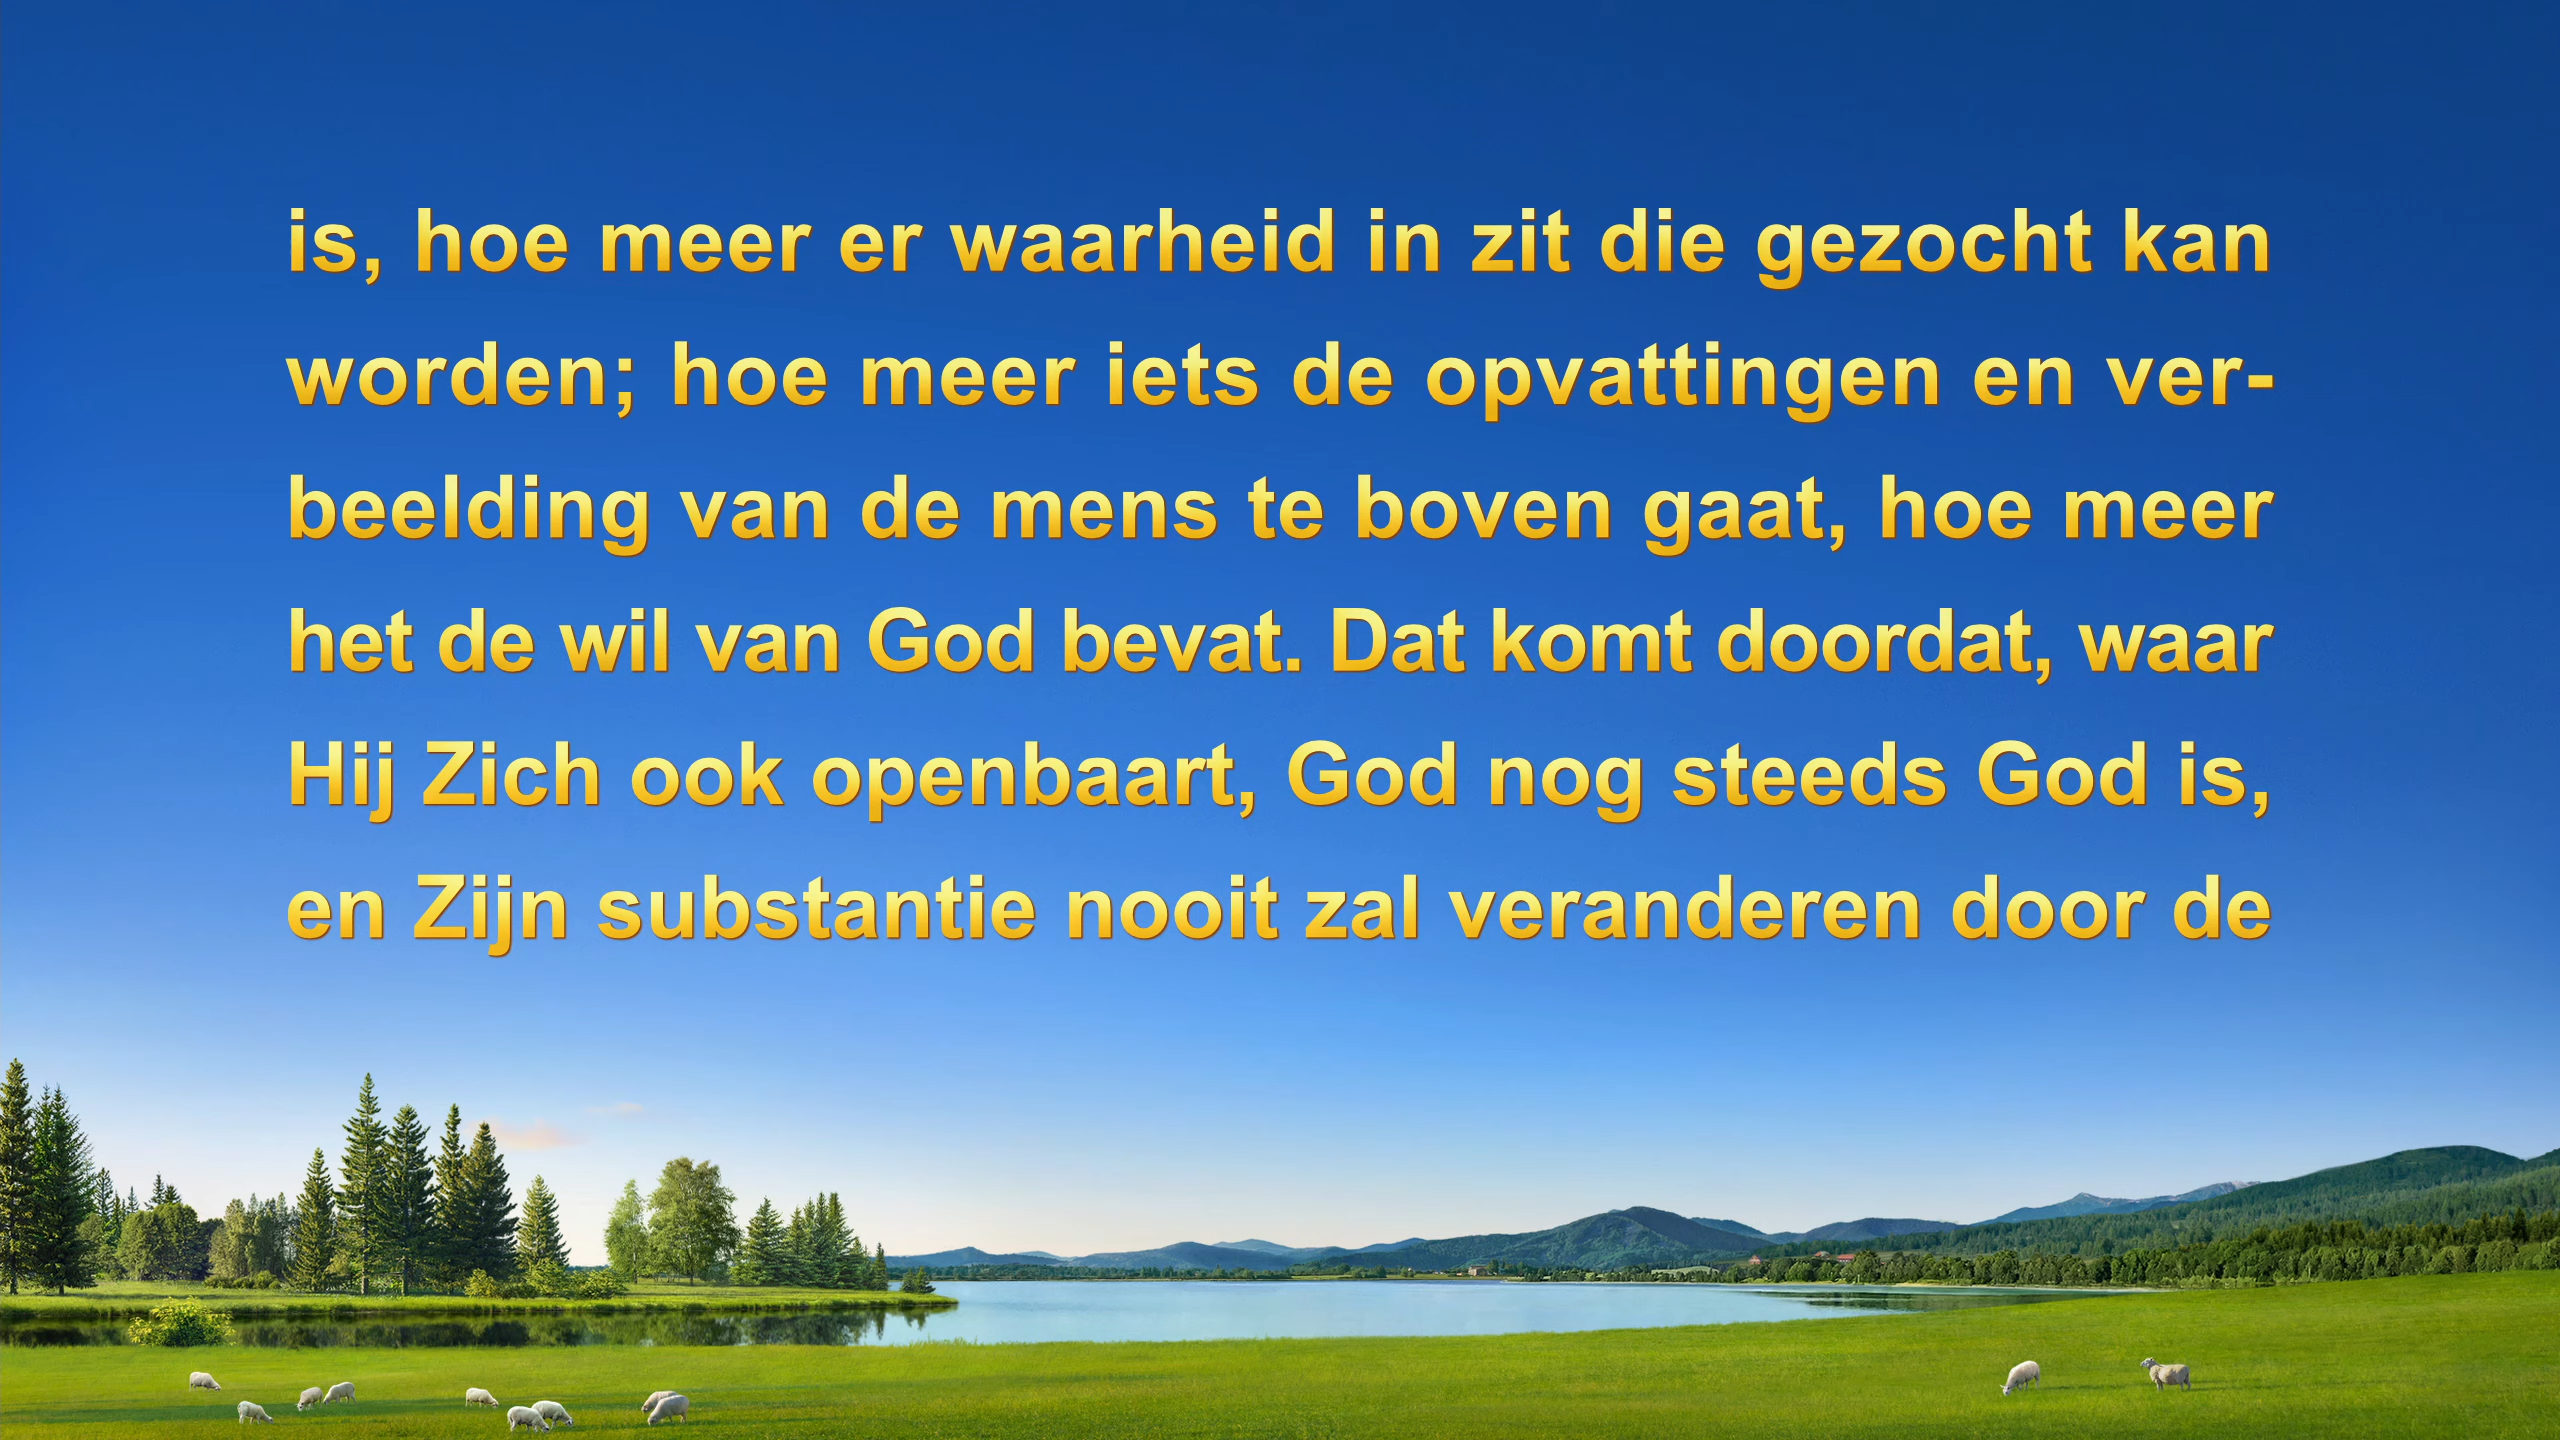 is, hoe meer er waarheid in zit die gezocht kan
worden; hoe meer iets de opvattingen en ver-
beelding van de mens te boven gaat, hoe meer
het de wil van God bevat. Dat komt doordat, waar
Hij Zich ook openbaart, God nog steeds God is,
en Zijn substantie nooit zal veranderen door de